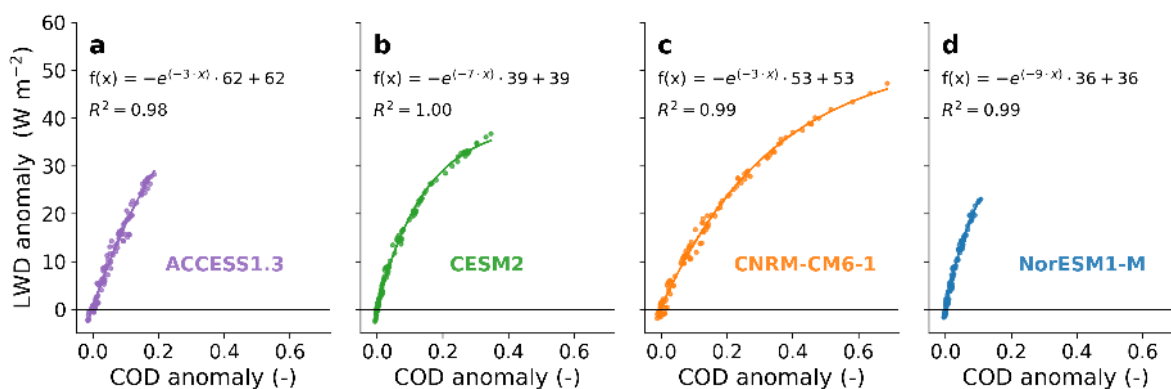 LWD anomaly (W m⁻²)
60
50
40
30
20
10
0
a
f(x) = −e^(−3·x) · 62 + 62
R² = 0.98
ACCESS1.3
0.0 0.2 0.4 0.6
COD anomaly (-)
b
f(x) = −e^(−7·x) · 39 + 39
R² = 1.00
CESM2
0.0 0.2 0.4 0.6
COD anomaly (-)
c
f(x) = −e^(−3·x) · 53 + 53
R² = 0.99
CNRM-CM6-1
0.0 0.2 0.4 0.6
COD anomaly (-)
d
f(x) = −e^(−9·x) · 36 + 36
R² = 0.99
NorESM1-M
0.0 0.2 0.4 0.6
COD anomaly (-)